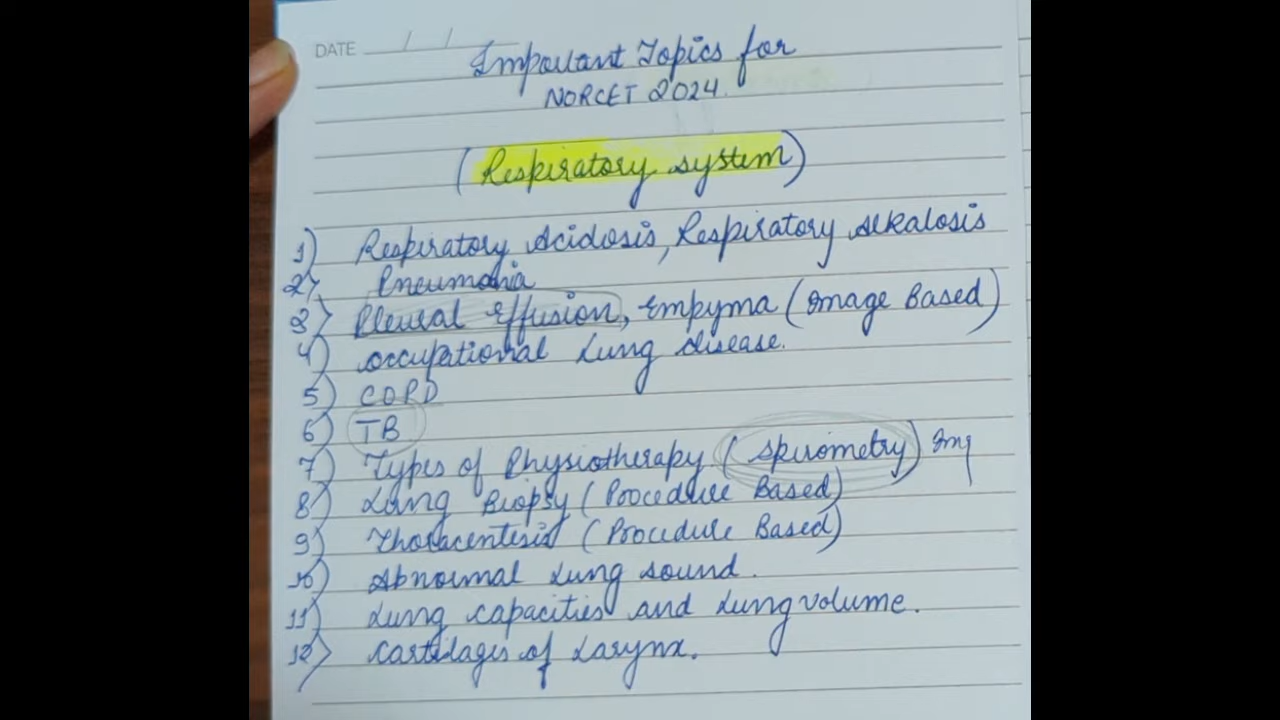 DATE / /
Important Topics for
NORCET 2024.
(Respiratory system)
1) Respiratory Acidosis, Respiratory Alkalosis
2) Pneumonia
3) Pleural Effusion, Empyma (Image Based)
4) occupational Lung disease.
5) COPD
6) TB
7) Types of Physiotherapy (spirometry) Img
8) Lung Biopsy (Procedure Based)
9) Thoracentesis (Procedure Based)
10) Abnormal Lung sound.
11) Lung capacities and Lung volume.
12) Cartilages of Larynx.